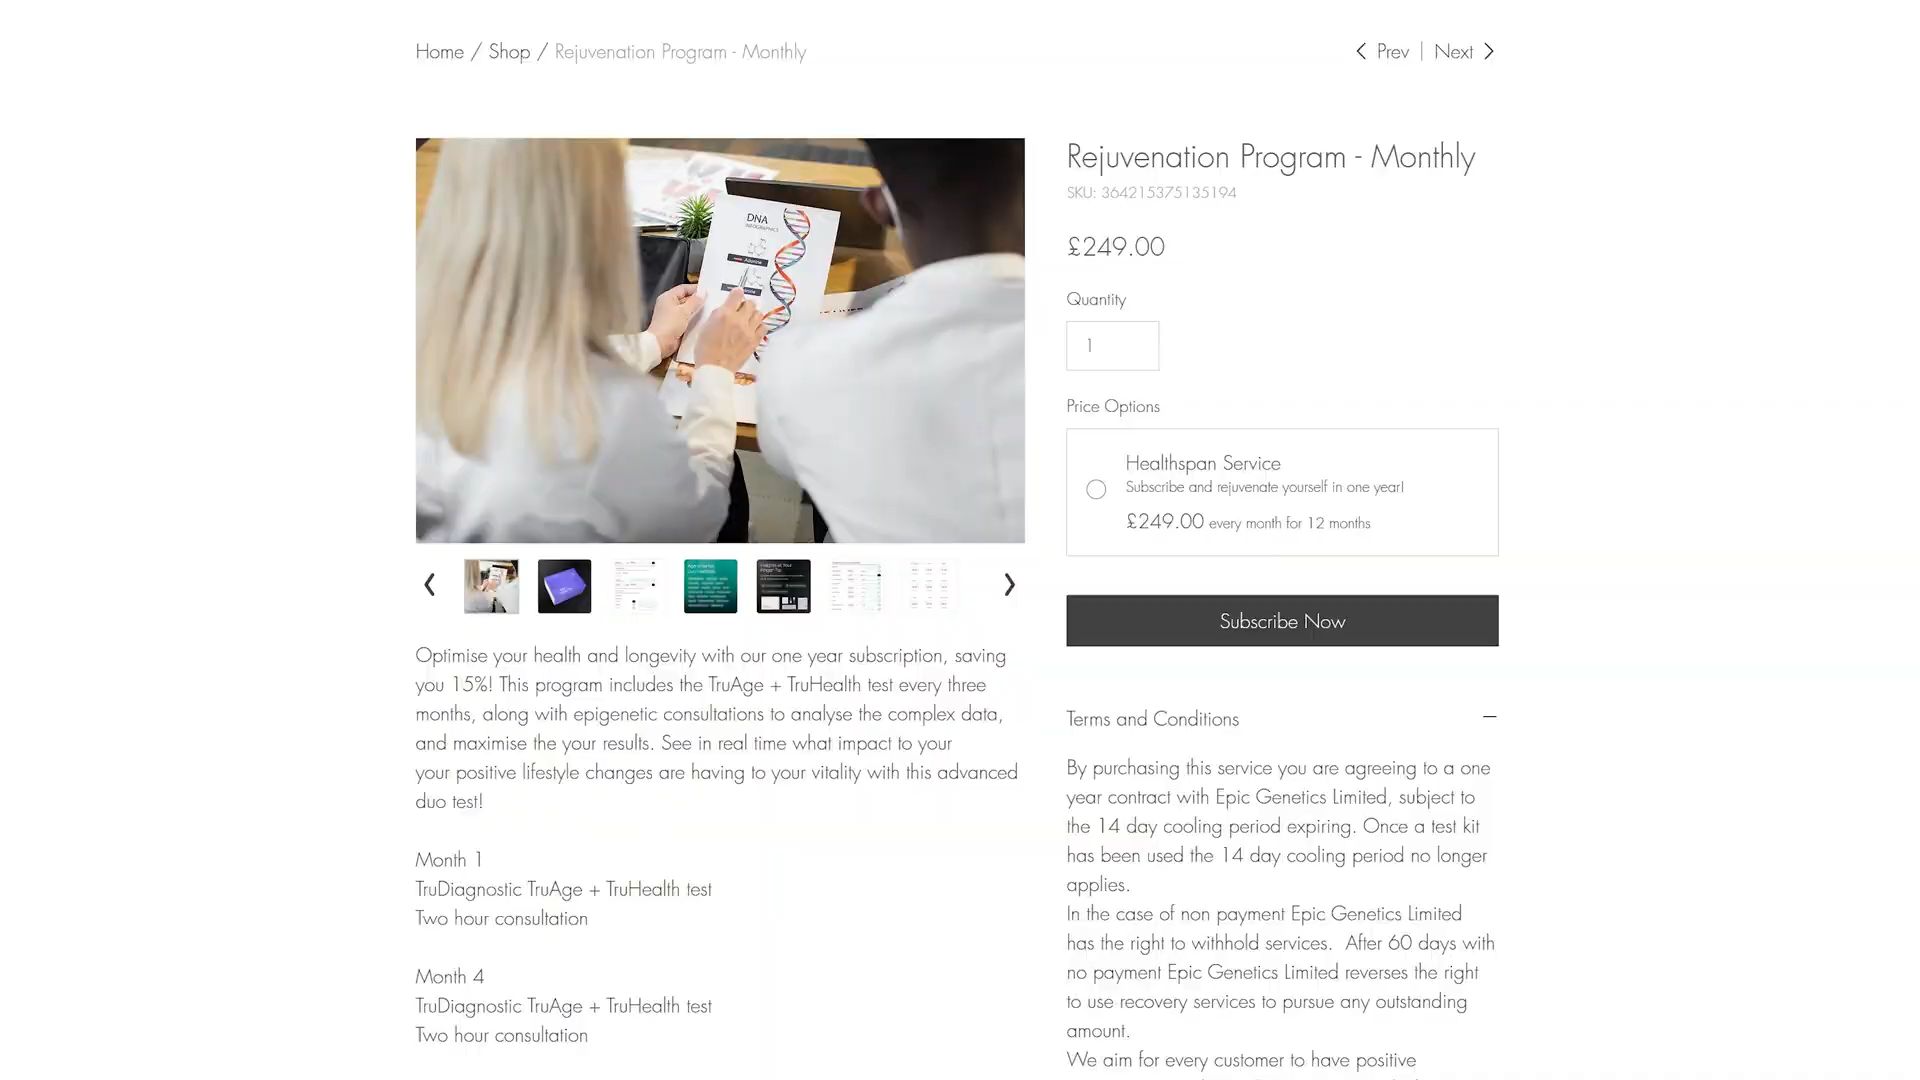 Home / Shop / Rejuvenation Program - Monthly
Prev | Next
DNA
INFOGRAPHICS
Adenine
Rejuvenation Program - Monthly
SKU: 364215375135194
£249.00
Quantity
1
Price Options
Healthspan Service
Subscribe and rejuvenate yourself in one year!
£249.00 every month for 12 months
Subscribe Now
Optimise your health and longevity with our one year subscription, saving
you 15%! This program includes the TruAge + TruHealth test every three
months, along with epigenetic consultations to analyse the complex data,
and maximise the your results. See in real time what impact to your
your positive lifestyle changes are having to your vitality with this advanced
duo test!
Month 1
TruDiagnostic TruAge + TruHealth test
Two hour consultation
Month 4
TruDiagnostic TruAge + TruHealth test
Two hour consultation
Terms and Conditions
By purchasing this service you are agreeing to a one
year contract with Epic Genetics Limited, subject to
the 14 day cooling period expiring. Once a test kit
has been used the 14 day cooling period no longer
applies.
In the case of non payment Epic Genetics Limited
has the right to withhold services. After 60 days with
no payment Epic Genetics Limited reverses the right
to use recovery services to pursue any outstanding
amount.
We aim for every customer to have positive